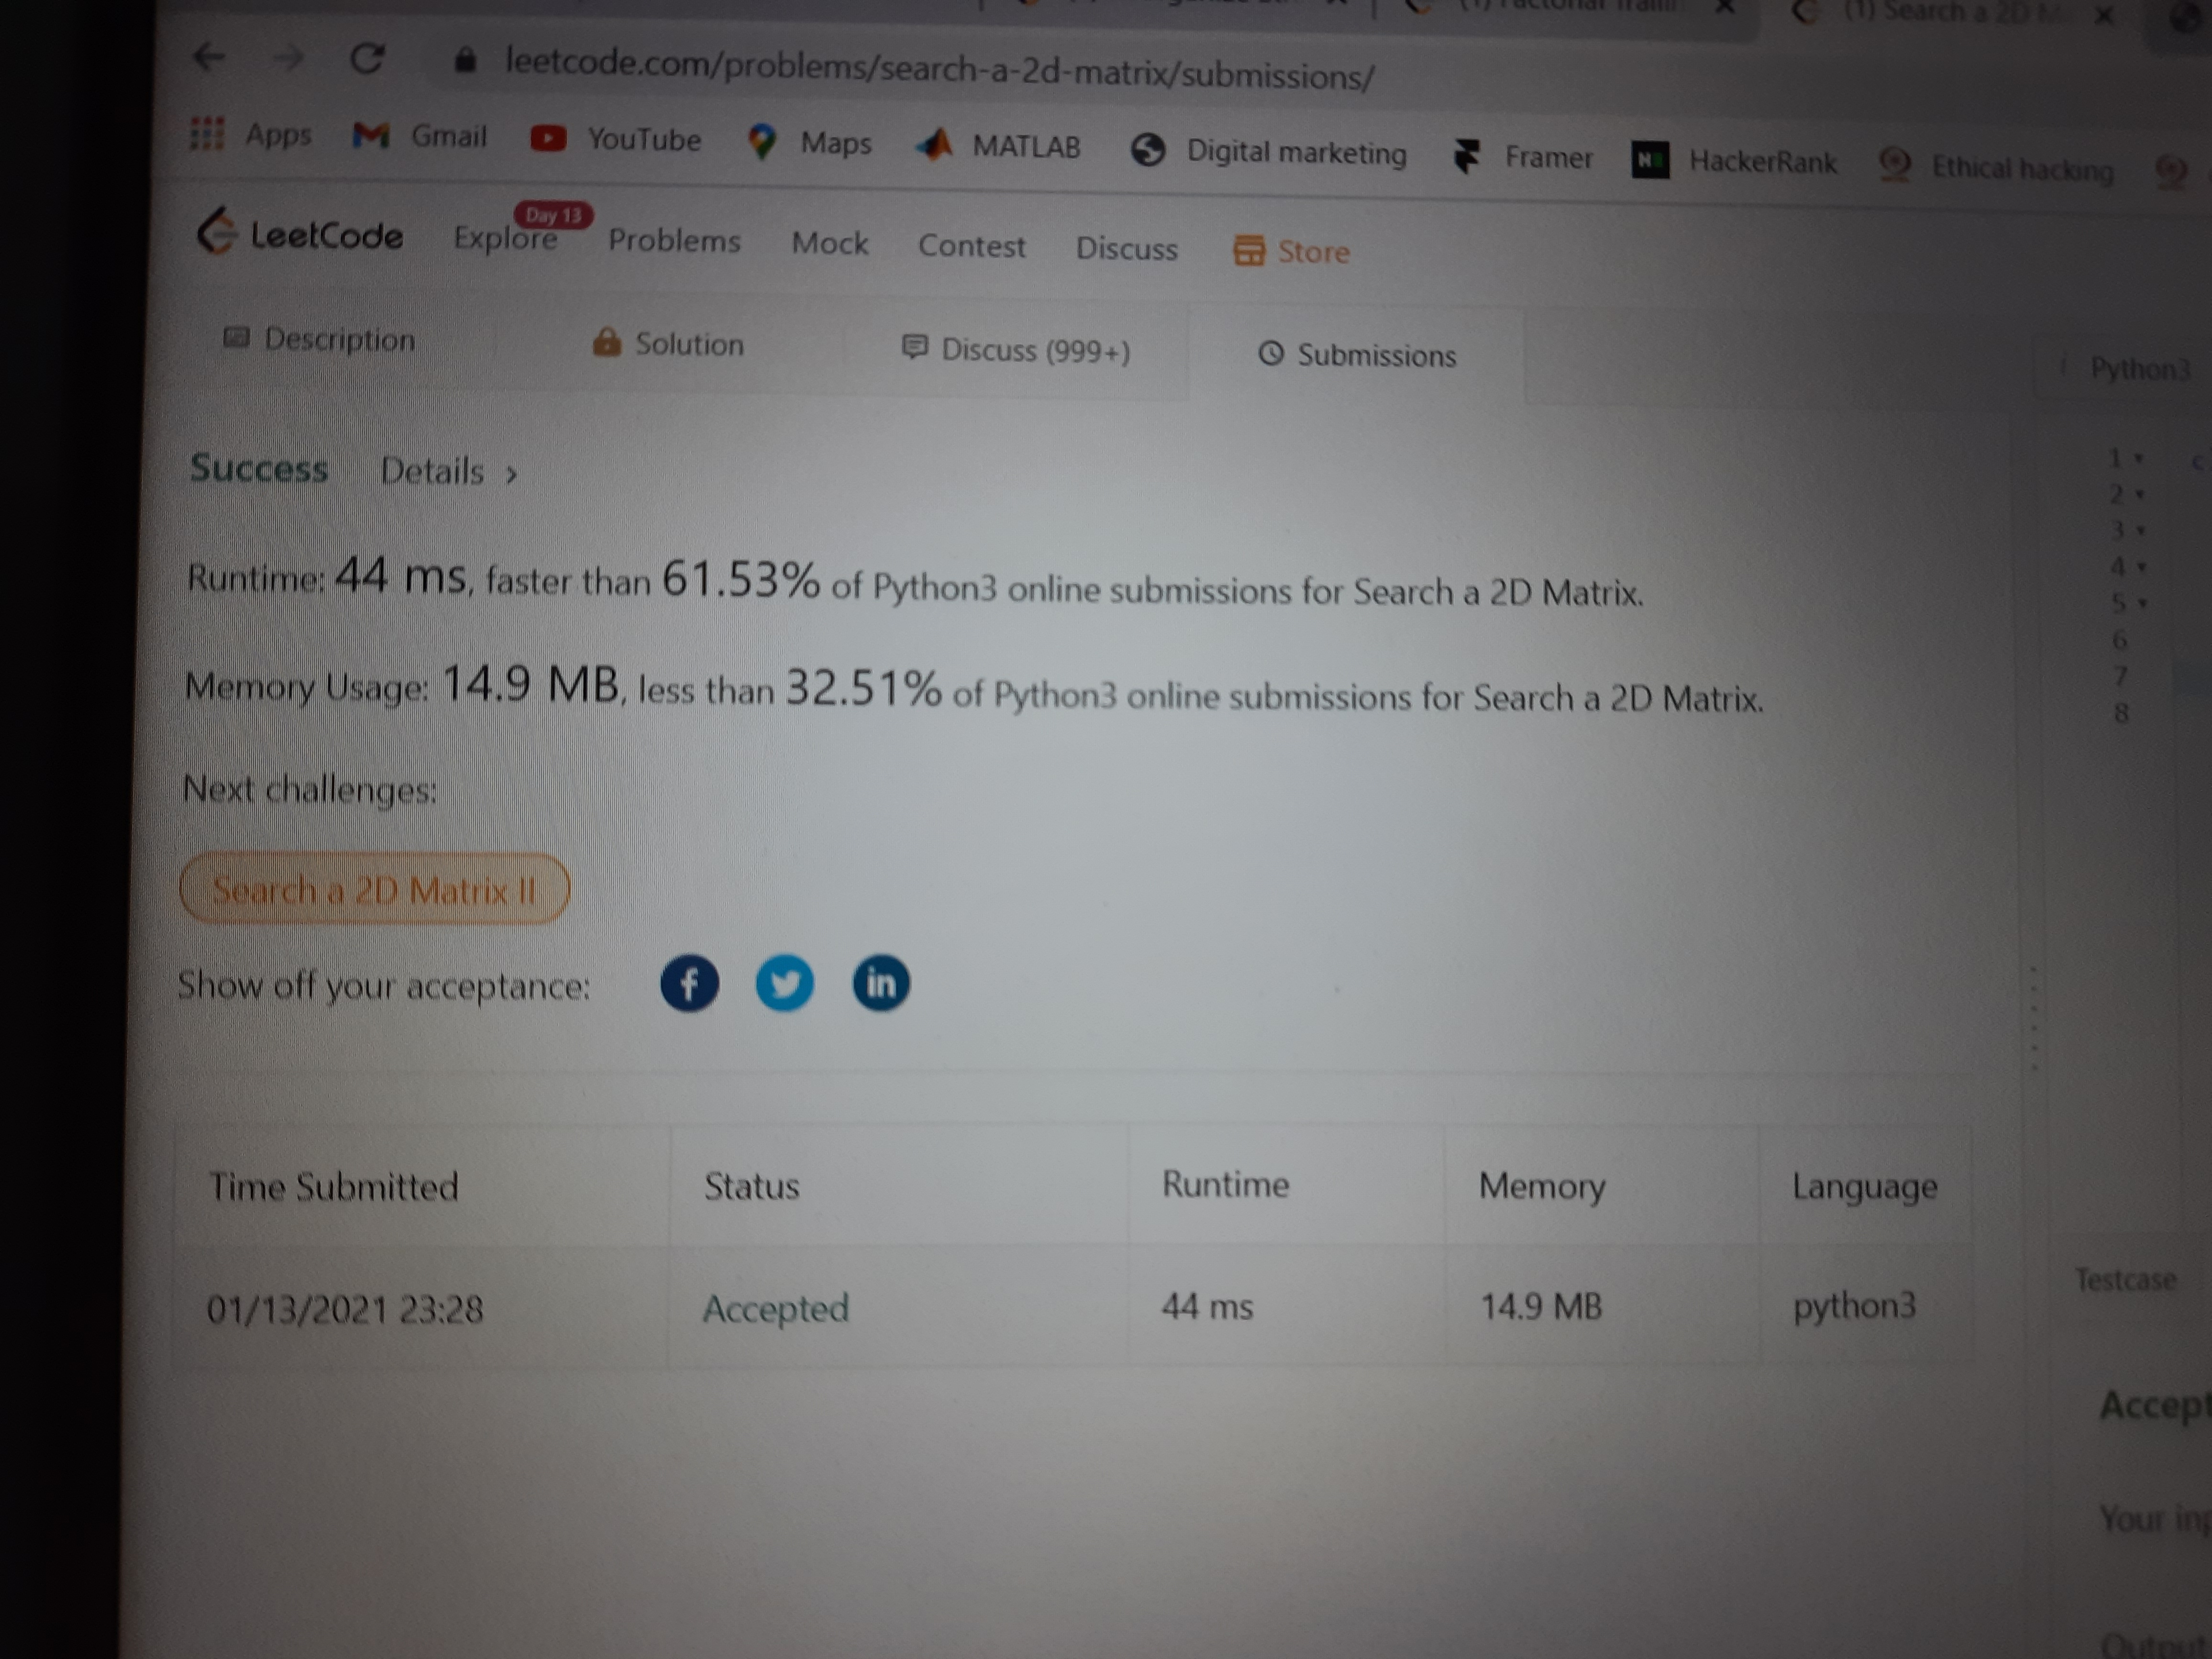 (1) Search a 2D M
leetcode.com/problems/search-a-2d-matrix/submissions/
Apps Gmail YouTube Maps MATLAB Digital marketing Framer HackerRank Ethical hacking
LeetCode Explore Day 13 Problems Mock Contest Discuss Store
Description Solution Discuss (999+) Submissions Python3
Success Details >
Runtime: 44 ms, faster than 61.53% of Python3 online submissions for Search a 2D Matrix.
Memory Usage: 14.9 MB, less than 32.51% of Python3 online submissions for Search a 2D Matrix.
1
2
3
4
5
6
7
8
Next challenges:
Search a 2D Matrix II
Show off your acceptance:
Time Submitted Status Runtime Memory Language
01/13/2021 23:28 Accepted 44 ms 14.9 MB python3
Testcase
Accept
Your inp
Output